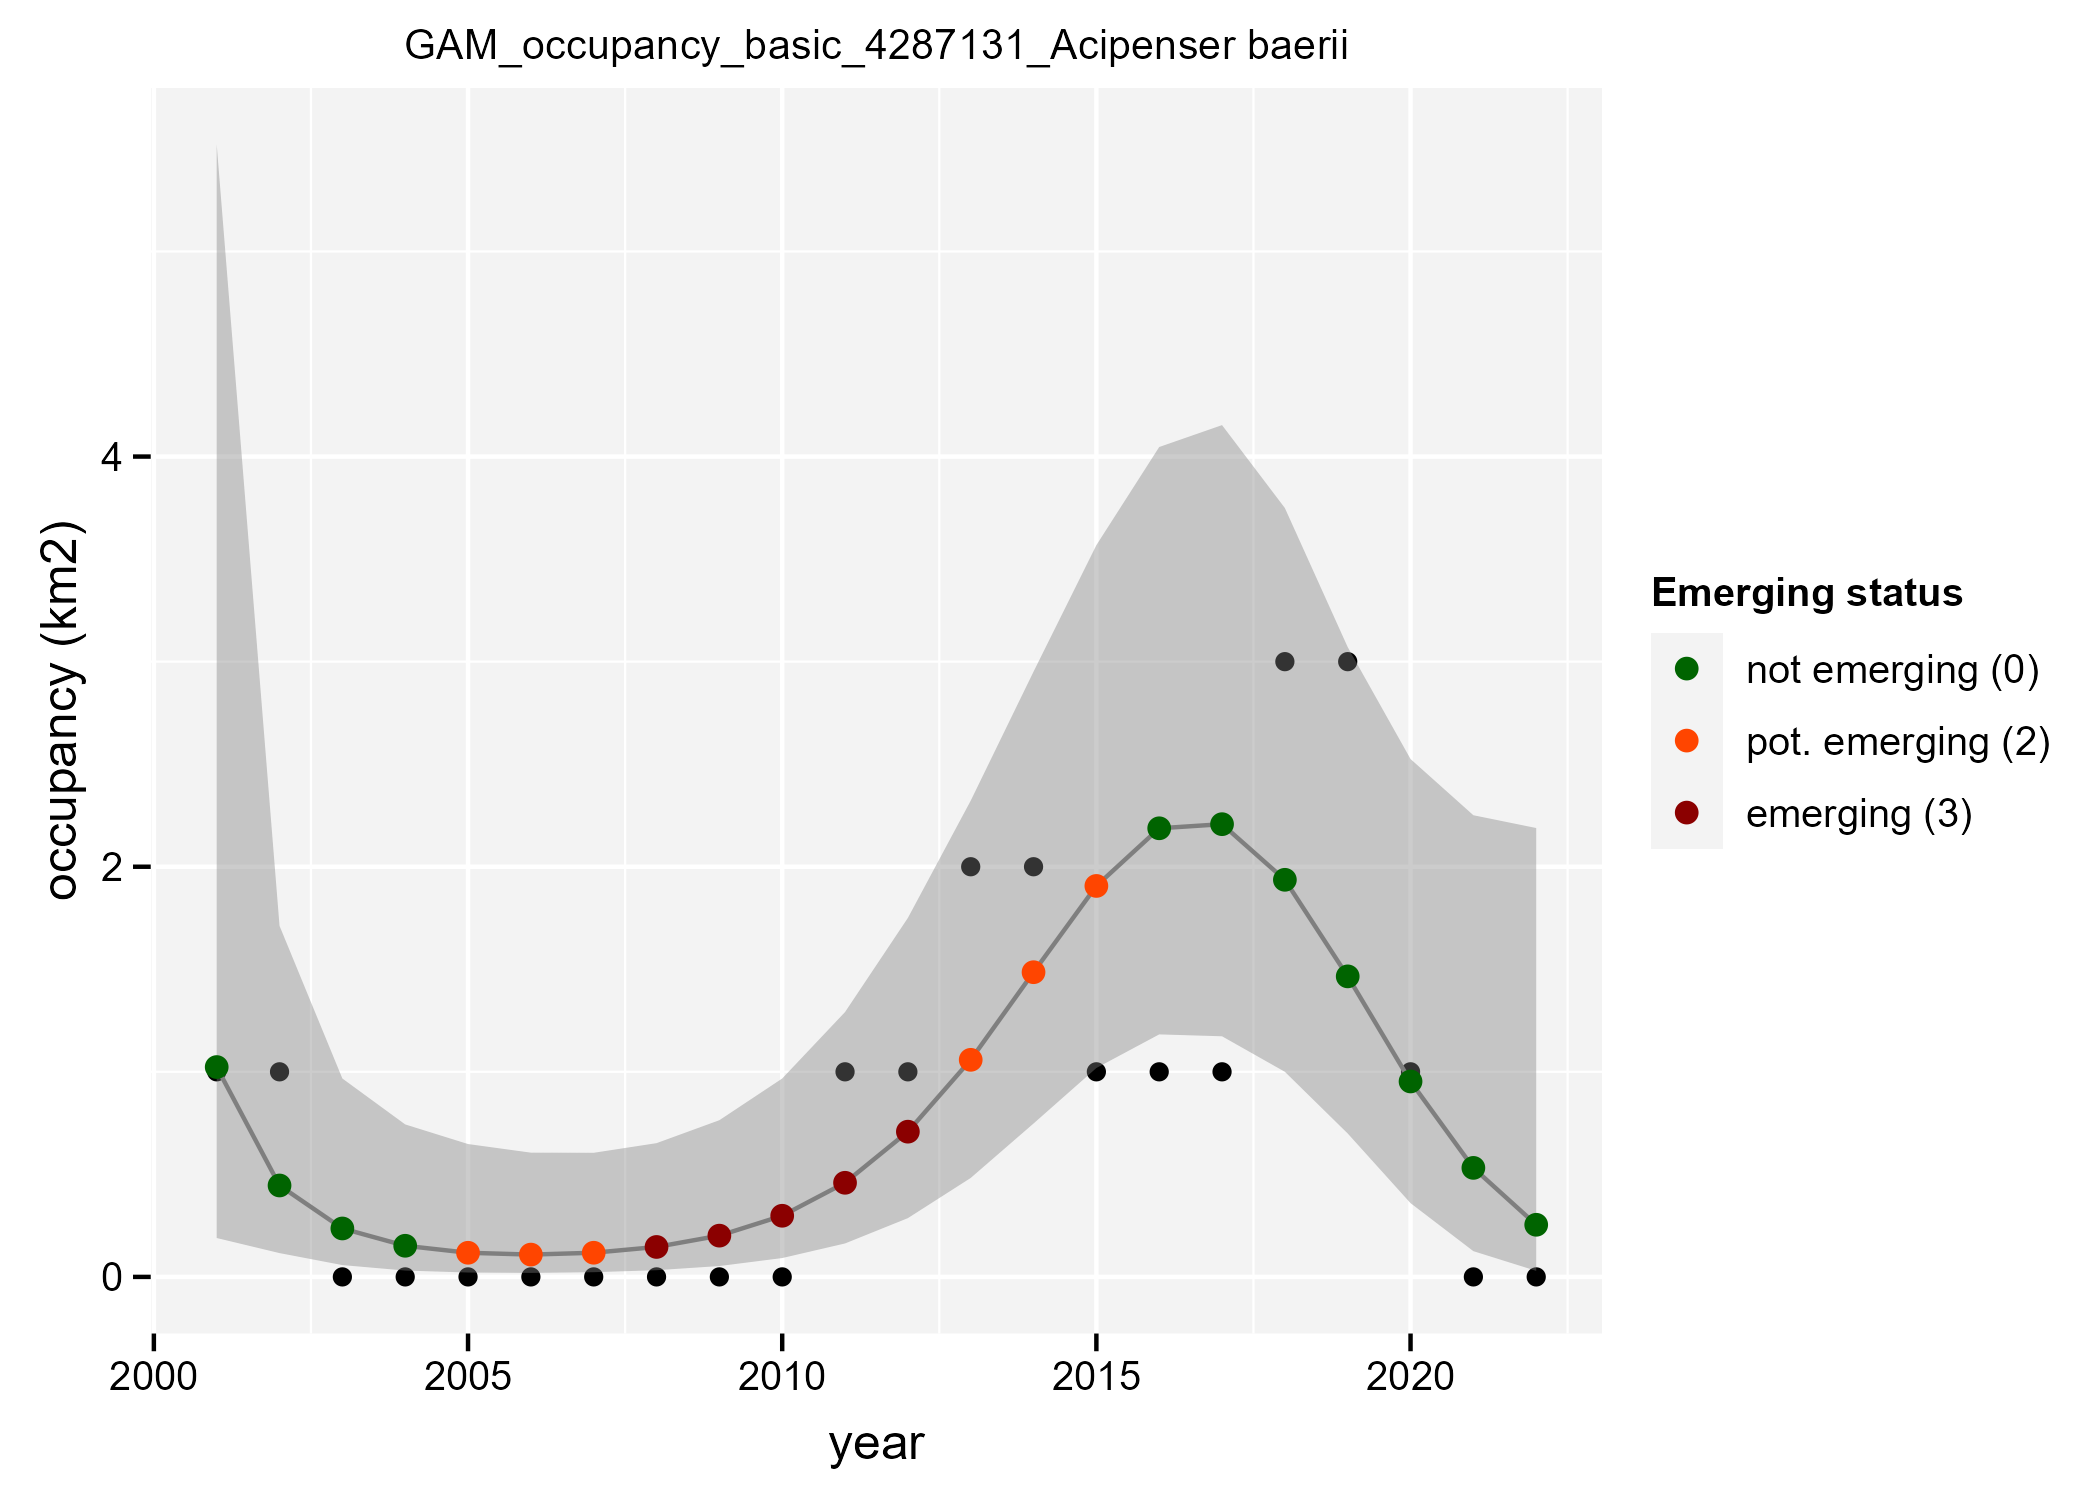 GAM_occupancy_basic_4287131_Acipenser baerii
occupancy (km2)
4
2
0
2000 2005 2010 2015 2020
year
Emerging status
not emerging (0)
pot. emerging (2)
emerging (3)